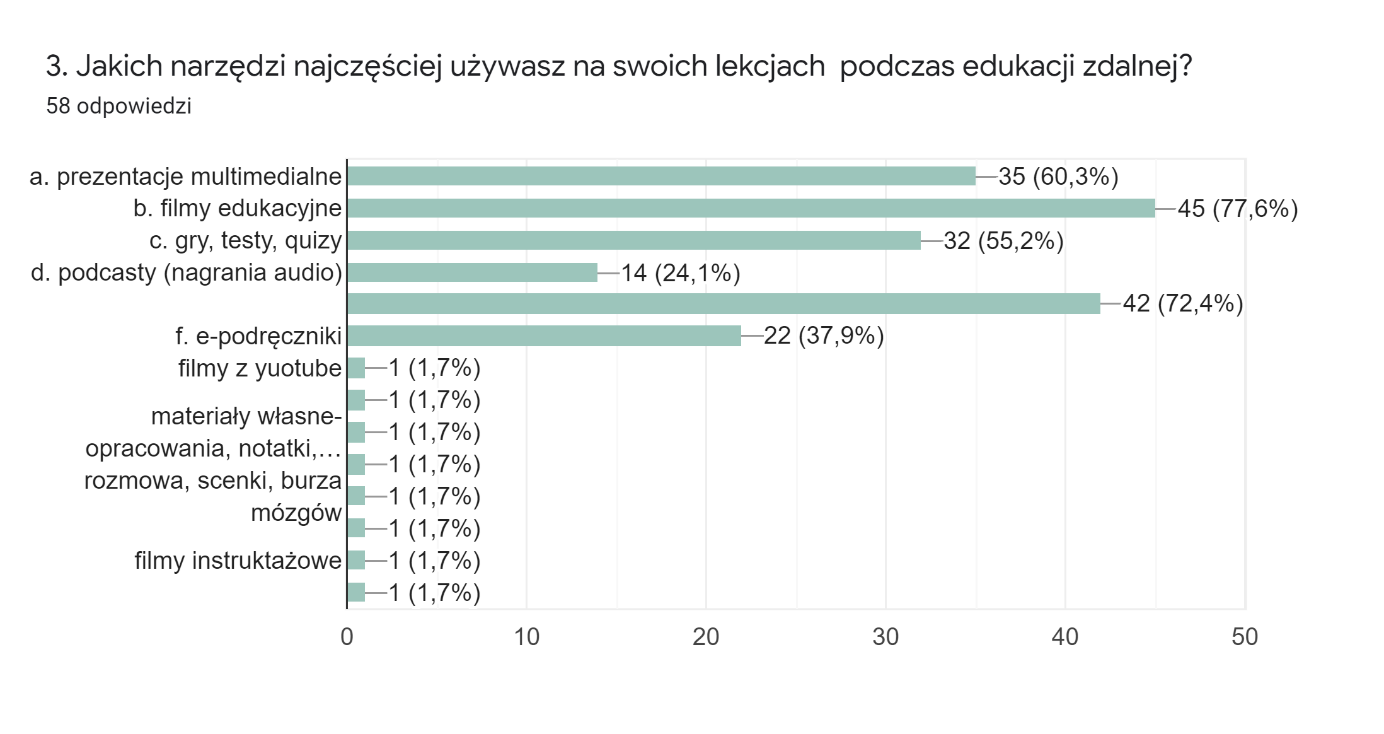 3. Jakich narzędzi najczęściej używasz na swoich lekcjach  podczas edukacji zdalnej?
58 odpowiedzi
a. prezentacje multimedialne 35 (60,3%)
b. filmy edukacyjne 45 (77,6%)
c. gry, testy, quizy 32 (55,2%)
d. podcasty (nagrania audio) 14 (24,1%)
42 (72,4%)
f. e-podręczniki 22 (37,9%)
filmy z yuotube 1 (1,7%)
1 (1,7%)
materiały własne-
1 (1,7%)
opracowania, notatki,…
1 (1,7%)
rozmowa, scenki, burza
1 (1,7%)
mózgów
1 (1,7%)
filmy instruktażowe 1 (1,7%)
1 (1,7%)
0 10 20 30 40 50